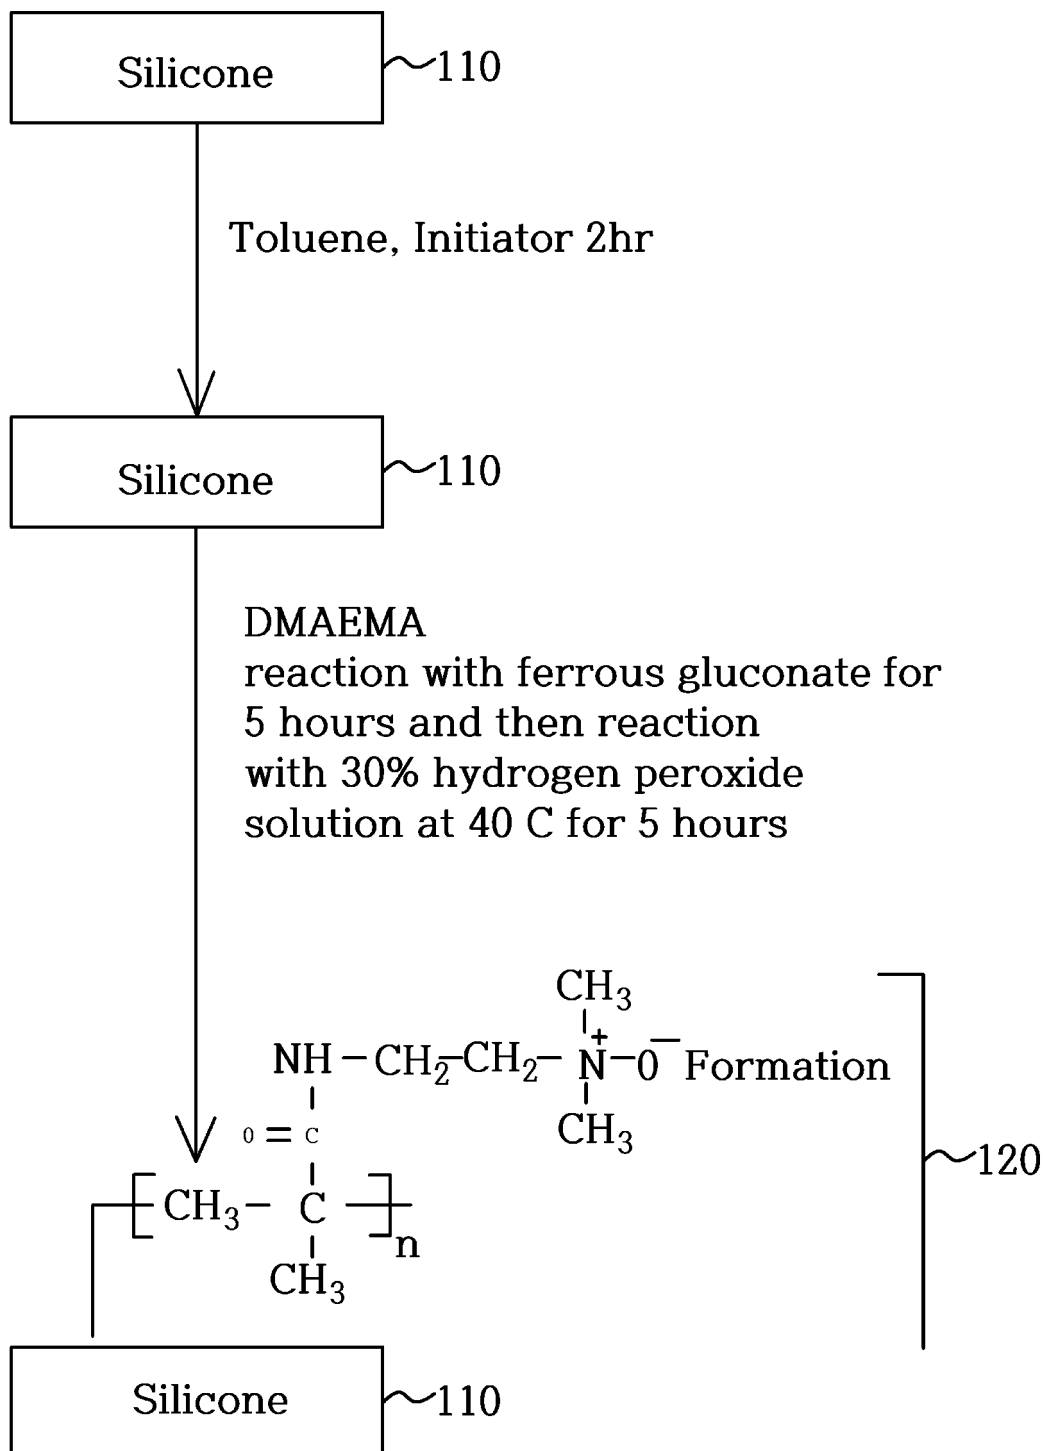 Silicone
110
Toluene, Initiator 2hr
Silicone
110
DMAEMA
reaction with ferrous gluconate for
5 hours and then reaction
with 30% hydrogen peroxide
solution at 40 C for 5 hours
CH₃
NH – CH₂–CH₂– N⁺–O⁻ Formation
CH₃
O = C
120
[ CH₃– C – ]n
CH₃
Silicone
110